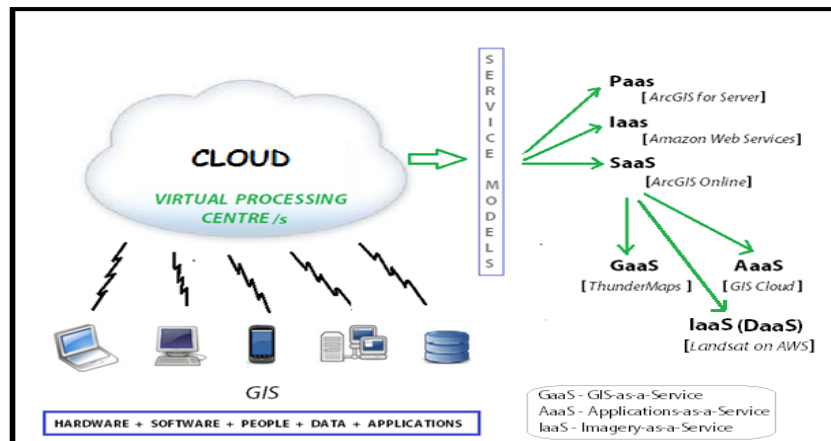 CLOUD
VIRTUAL PROCESSING
CENTRE/s
SERVICE MODELS
Paas
[ArcGIS for Server]
Iaas
[Amazon Web Services]
SaaS
[ArcGIS Online]
GaaS
[ThunderMaps ]
AaaS
[GIS Cloud]
IaaS (DaaS)
[Landsat on AWS]
GIS
HARDWARE + SOFTWARE + PEOPLE + DATA + APPLICATIONS
GaaS - GIS-as-a-Service
AaaS - Applications-as-a-Service
IaaS - Imagery-as-a-Service